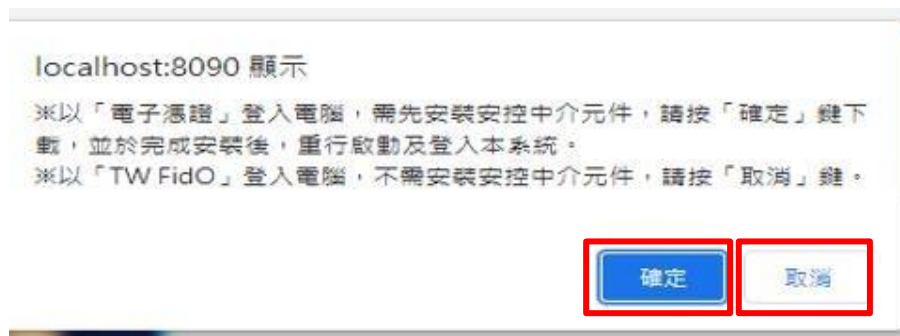 localhost:8090 顯示
※以「電子憑證」登入電腦，需先安裝安控中介元件，請按「確定」鍵下
載，並於完成安裝後，重行啟動及登入本系統。
※以「TW FidO」登入電腦，不需安裝安控中介元件，請按「取消」鍵。
確定
取消